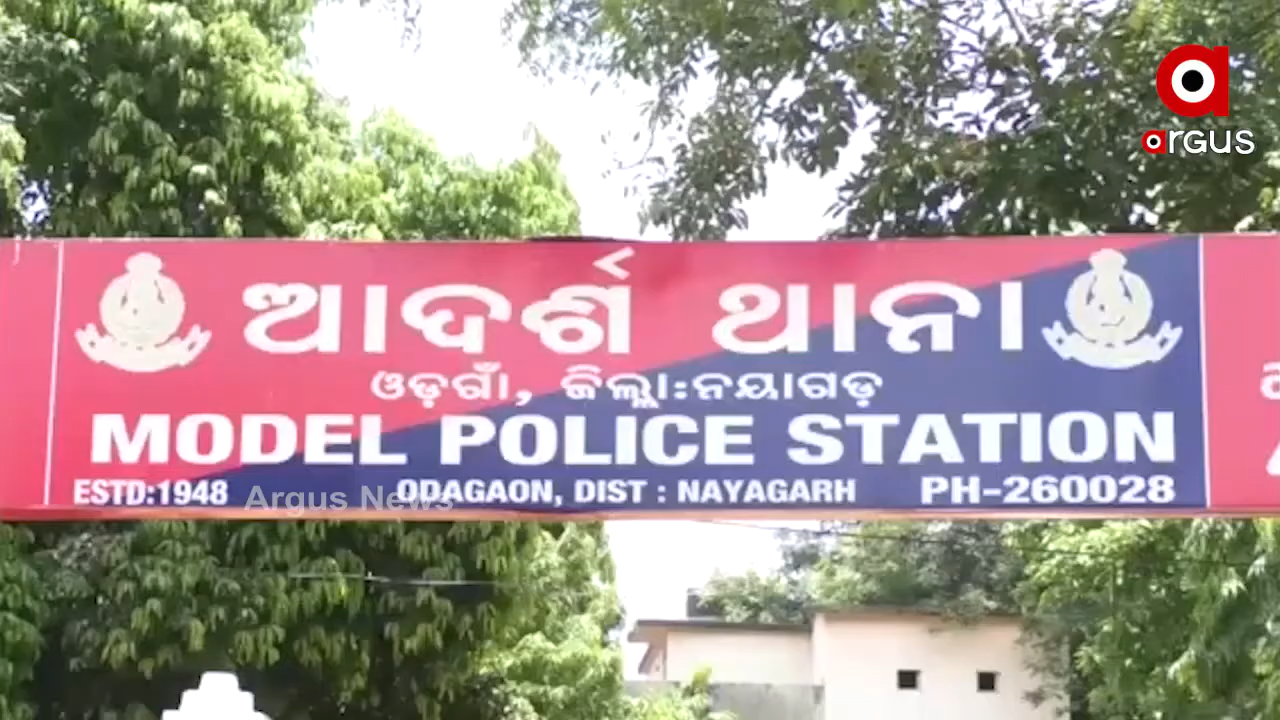 argus
ଆଦର୍ଶ ଥାନା
ଓଡ଼ଗାଁ, ଜିଲ୍ଲା:ନୟାଗଡ଼
MODEL POLICE STATION
ESTD:1948 ODAGAON, DIST : NAYAGARH PH-260028
Argus News